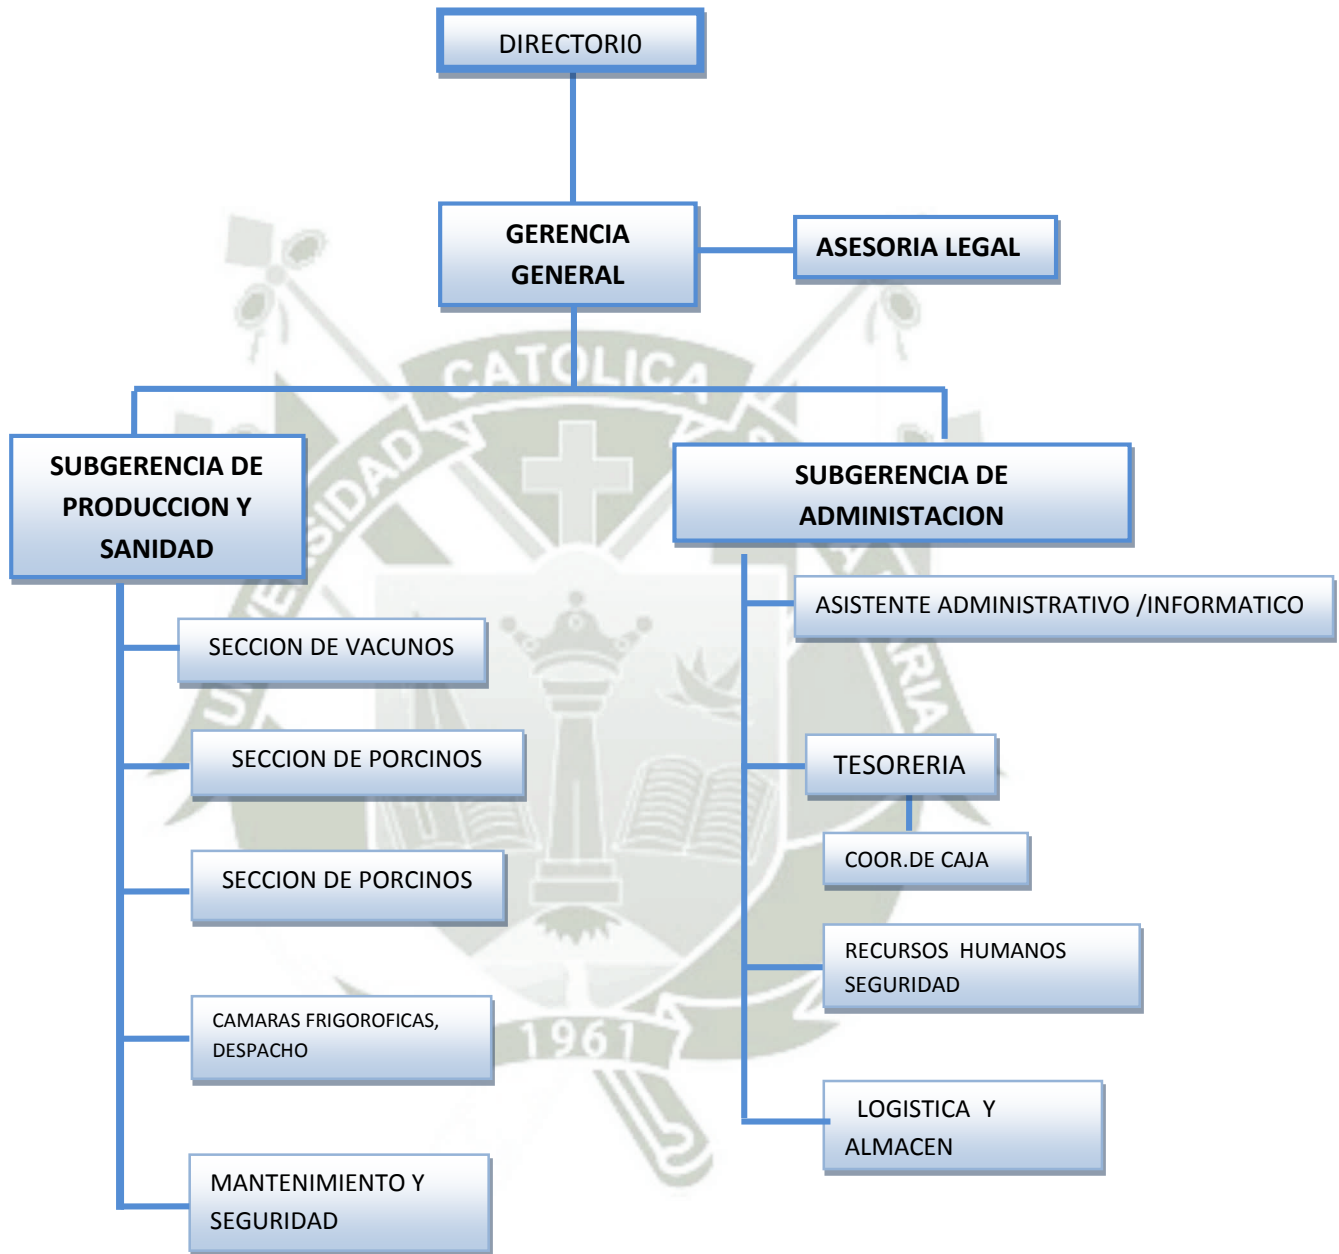 DIRECTORI0
GERENCIA
GENERAL
ASESORIA LEGAL
SUBGERENCIA DE
PRODUCCION Y
SANIDAD
SUBGERENCIA DE
ADMINISTACION
SECCION DE VACUNOS
SECCION DE PORCINOS
SECCION DE PORCINOS
CAMARAS FRIGOROFICAS,
DESPACHO
MANTENIMIENTO Y
SEGURIDAD
ASISTENTE ADMINISTRATIVO /INFORMATICO
TESORERIA
COOR.DE CAJA
RECURSOS HUMANOS
SEGURIDAD
LOGISTICA Y
ALMACEN
UNIVERSIDAD CATOLICA
1961